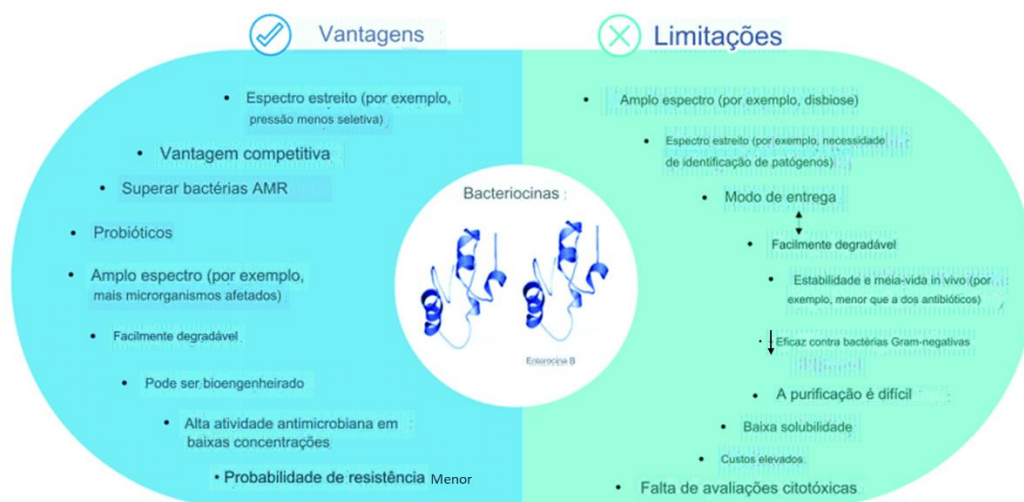 Vantagens
• Espectro estreito (por exemplo,
pressão menos seletiva)
• Vantagem competitiva
• Superar bactérias AMR
• Probióticos
• Amplo espectro (por exemplo,
mais microrganismos afetados)
• Facilmente degradável
• Pode ser bioengenheirado
• Alta atividade antimicrobiana em
baixas concentrações
• Probabilidade de resistência Menor
Bacteriocinas :
Enterocina B
Limitações
• Amplo espectro (por exemplo, disbiose)
• Espectro estreito (por exemplo, necessidade
de identificação de patógenos)
• Modo de entrega
• Facilmente degradável
• Estabilidade e meia-vida in vivo (por
exemplo, menor que a dos antibióticos)
• Eficaz contra bactérias Gram-negativas
• A purificação é difícil
• Baixa solubilidade
• Custos elevados
• Falta de avaliações citotóxicas